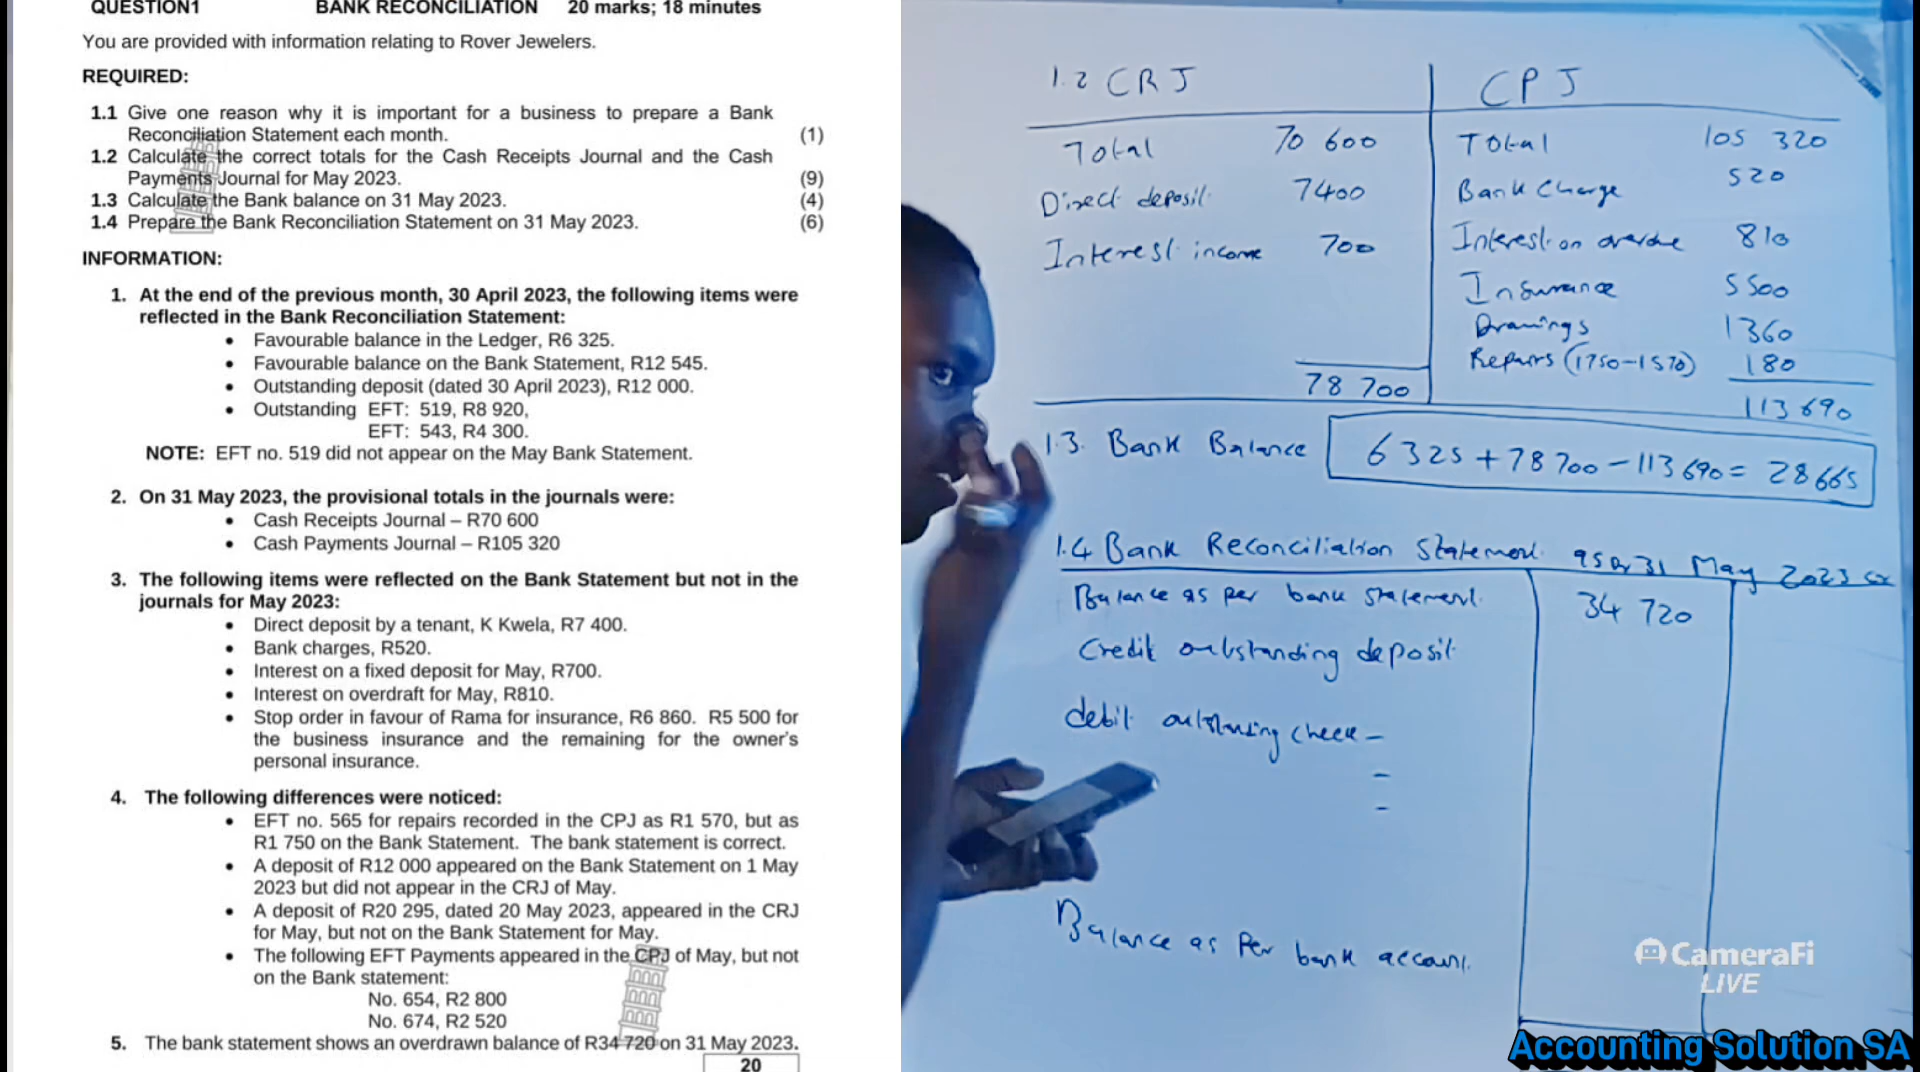 QUESTION1 BANK RECONCILIATION 20 marks; 18 minutes
You are provided with information relating to Rover Jewelers.
REQUIRED:
1.1 Give one reason why it is important for a business to prepare a Bank
Reconciliation Statement each month. (1)
1.2 Calculate the correct totals for the Cash Receipts Journal and the Cash
Payments Journal for May 2023. (9)
1.3 Calculate the Bank balance on 31 May 2023. (4)
1.4 Prepare the Bank Reconciliation Statement on 31 May 2023. (6)
INFORMATION:
1. At the end of the previous month, 30 April 2023, the following items were
reflected in the Bank Reconciliation Statement:
• Favourable balance in the Ledger, R6 325.
• Favourable balance on the Bank Statement, R12 545.
• Outstanding deposit (dated 30 April 2023), R12 000.
• Outstanding EFT: 519, R8 920,
EFT: 543, R4 300.
NOTE: EFT no. 519 did not appear on the May Bank Statement.
2. On 31 May 2023, the provisional totals in the journals were:
• Cash Receipts Journal – R70 600
• Cash Payments Journal – R105 320
3. The following items were reflected on the Bank Statement but not in the
journals for May 2023:
• Direct deposit by a tenant, K Kwela, R7 400.
• Bank charges, R520.
• Interest on a fixed deposit for May, R700.
• Interest on overdraft for May, R810.
• Stop order in favour of Rama for insurance, R6 860. R5 500 for
the business insurance and the remaining for the owner's
personal insurance.
4. The following differences were noticed:
• EFT no. 565 for repairs recorded in the CPJ as R1 570, but as
R1 750 on the Bank Statement. The bank statement is correct.
• A deposit of R12 000 appeared on the Bank Statement on 1 May
2023 but did not appear in the CRJ of May.
• A deposit of R20 295, dated 20 May 2023, appeared in the CRJ
for May, but not on the Bank Statement for May.
• The following EFT Payments appeared in the CPJ of May, but not
on the Bank statement:
No. 654, R2 800
No. 674, R2 520
5. The bank statement shows an overdrawn balance of R34 720 on 31 May 2023.
20
1.2 CRJ CPJ
Total 70 600 Total 105 320
Direct deposit 7400 Bank Charge 520
Interest income 700 Interest on overdue 810
Insurance 5500
Drawings 1360
Repairs (1750-1570) 180
78 700 113 690
1.3. Bank Balance 6325 + 78 700 - 113 690 = 28 665
1.4 Bank Reconciliation Statement as on 31 May 2023
Balance as per bank statement 34 720
Credit outstanding deposit
debit outstanding check -
-
-
Balance as per bank account.
CameraFi
LIVE
Accounting Solution SA